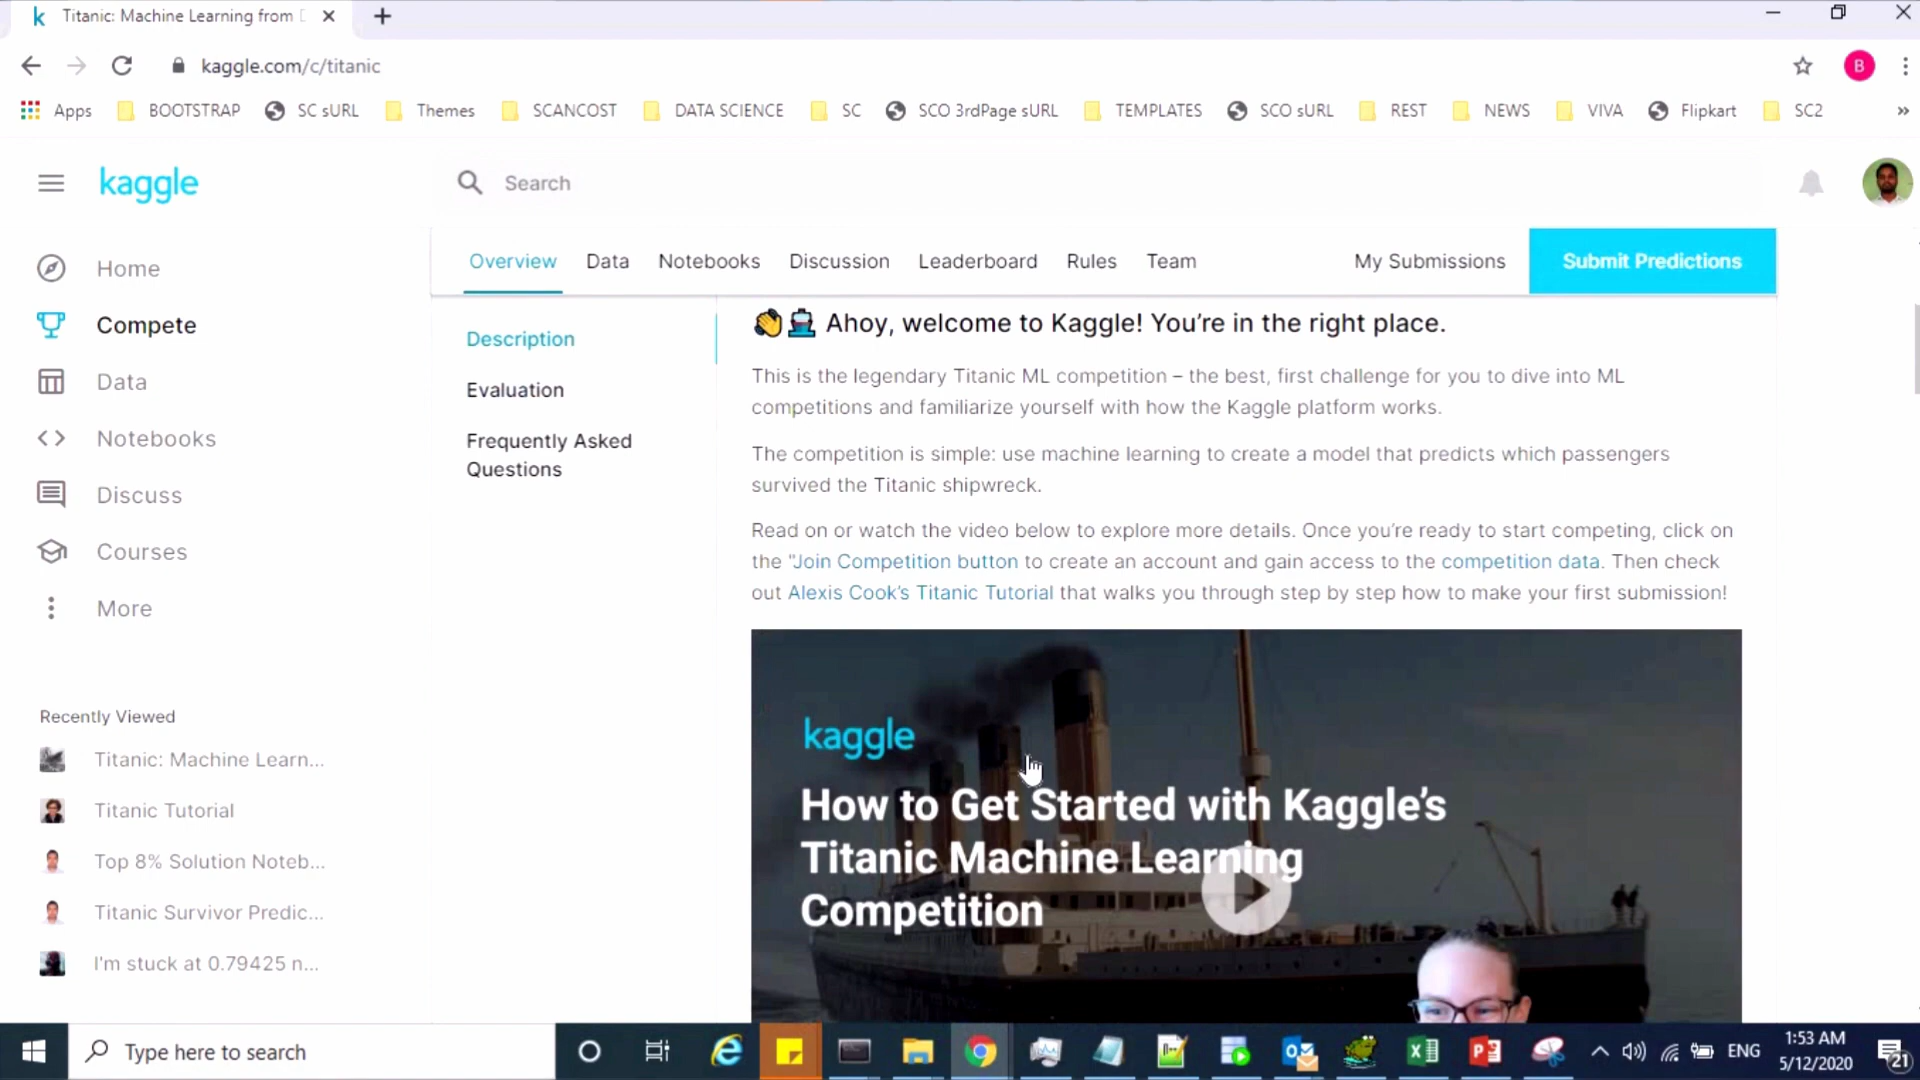 Titanic: Machine Learning from
kaggle.com/c/titanic
B
Apps BOOTSTRAP SC sURL Themes SCANCOST DATA SCIENCE SC SCO 3rdPage sURL TEMPLATES SCO sURL REST NEWS VIVA Flipkart SC2 »
kaggle
Search
Overview Data Notebooks Discussion Leaderboard Rules Team My Submissions Submit Predictions
Home
Compete
Data
Notebooks
Discuss
Courses
More
Recently Viewed
Titanic: Machine Learn...
Titanic Tutorial
Top 8% Solution Noteb...
Titanic Survivor Predic...
I'm stuck at 0.79425 n...
Description
Evaluation
Frequently Asked
Questions
👋🚢 Ahoy, welcome to Kaggle! You’re in the right place.
This is the legendary Titanic ML competition – the best, first challenge for you to dive into ML
competitions and familiarize yourself with how the Kaggle platform works.
The competition is simple: use machine learning to create a model that predicts which passengers
survived the Titanic shipwreck.
Read on or watch the video below to explore more details. Once you’re ready to start competing, click on
the "Join Competition button to create an account and gain access to the competition data. Then check
out Alexis Cook’s Titanic Tutorial that walks you through step by step how to make your first submission!
kaggle
How to Get Started with Kaggle’s
Titanic Machine Learning
Competition
Type here to search
ENG
1:53 AM
5/12/2020
21